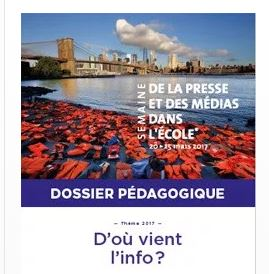 SEMAINE
DE LA PRESSE
ET DES MÉDIAS
DANS
L'ÉCOLE®
20 › 25 mars 2017
DOSSIER PÉDAGOGIQUE
– Thème 2017 –
D'où vient
l'info ?